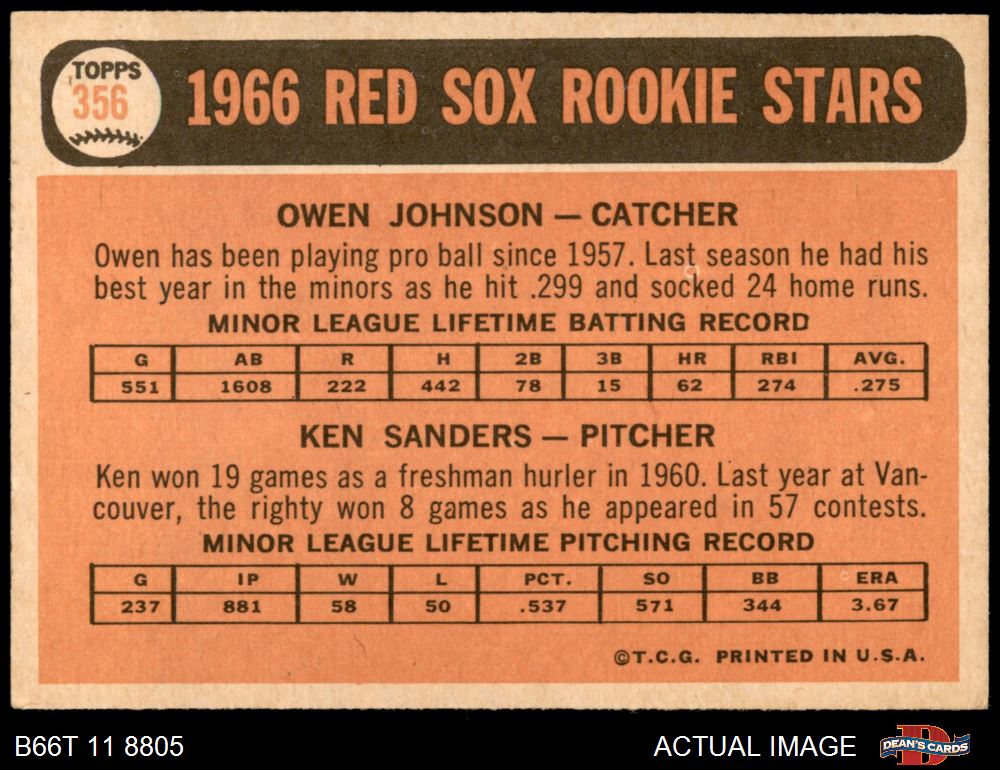 TOPPS
356
1966 RED SOX ROOKIE STARS
OWEN JOHNSON — CATCHER
Owen has been playing pro ball since 1957. Last season he had his
best year in the minors as he hit .299 and socked 24 home runs.
MINOR LEAGUE LIFETIME BATTING RECORD
G AB R H 2B 3B HR RBI AVG.
551 1608 222 442 78 15 62 274 .275
KEN SANDERS — PITCHER
Ken won 19 games as a freshman hurler in 1960. Last year at Van-
couver, the righty won 8 games as he appeared in 57 contests.
MINOR LEAGUE LIFETIME PITCHING RECORD
G IP W L PCT. SO BB ERA
237 881 58 50 .537 571 344 3.67
©T.C.G. PRINTED IN U.S.A.
B66T 11 8805
ACTUAL IMAGE
D
DEAN'S CARDS